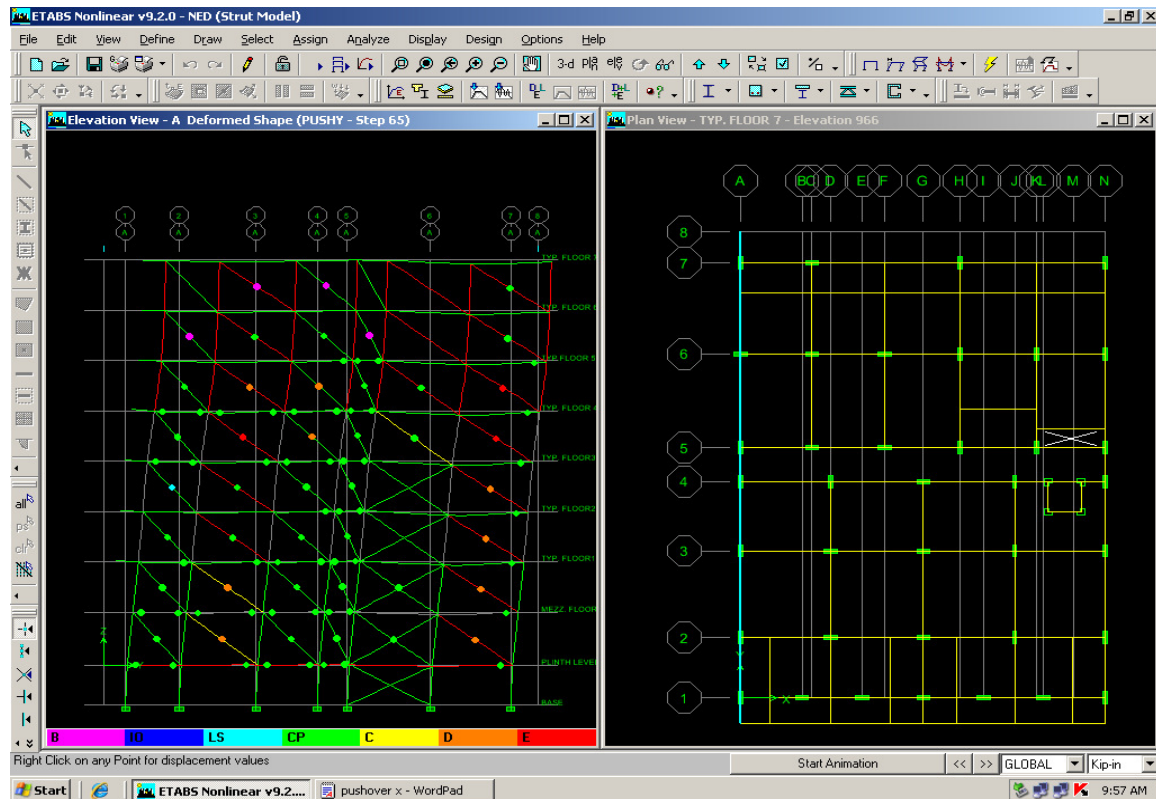 ETABS Nonlinear v9.2.0 - NED (Strut Model)
File Edit View Define Draw Select Assign Analyze Display Design Options Help
3-d
all
ps
clr
Elevation View - A Deformed Shape (PUSHY - Step 65)
1 2 3 4 5 6 7 8
A A A A A A A A
TYP. FLOOR 7
TYP. FLOOR 6
TYP. FLOOR 5
TYP. FLOOR 4
TYP. FLOOR3
TYP. FLOOR2
TYP. FLOOR1
MEZZ. FLOOR
PLINTH LEVEL
BASE
Z
B IO LS CP C D E
Plan View - TYP. FLOOR 7 - Elevation 966
A B C D E F G H I J K L M N
8
7
6
5
4
3
2
1
X
Right Click on any Point for displacement values
Start Animation << >> GLOBAL Kip-in
Start ETABS Nonlinear v9.2.... pushover x - WordPad 9:57 AM